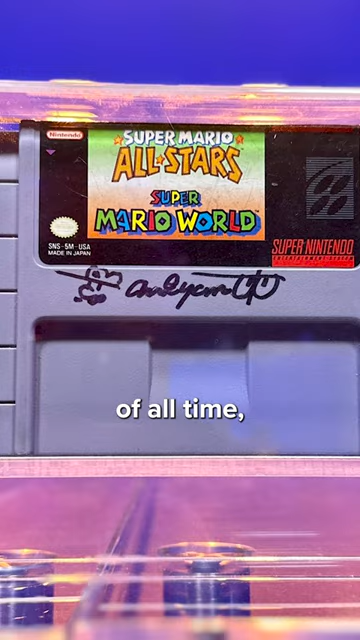 Nintendo
SUPER MARIO
ALL-STARS
SUPER
MARIO WORLD
SNS-5M-USA
MADE IN JAPAN
SUPER NINTENDO
ENTERTAINMENT SYSTEM
of all time,